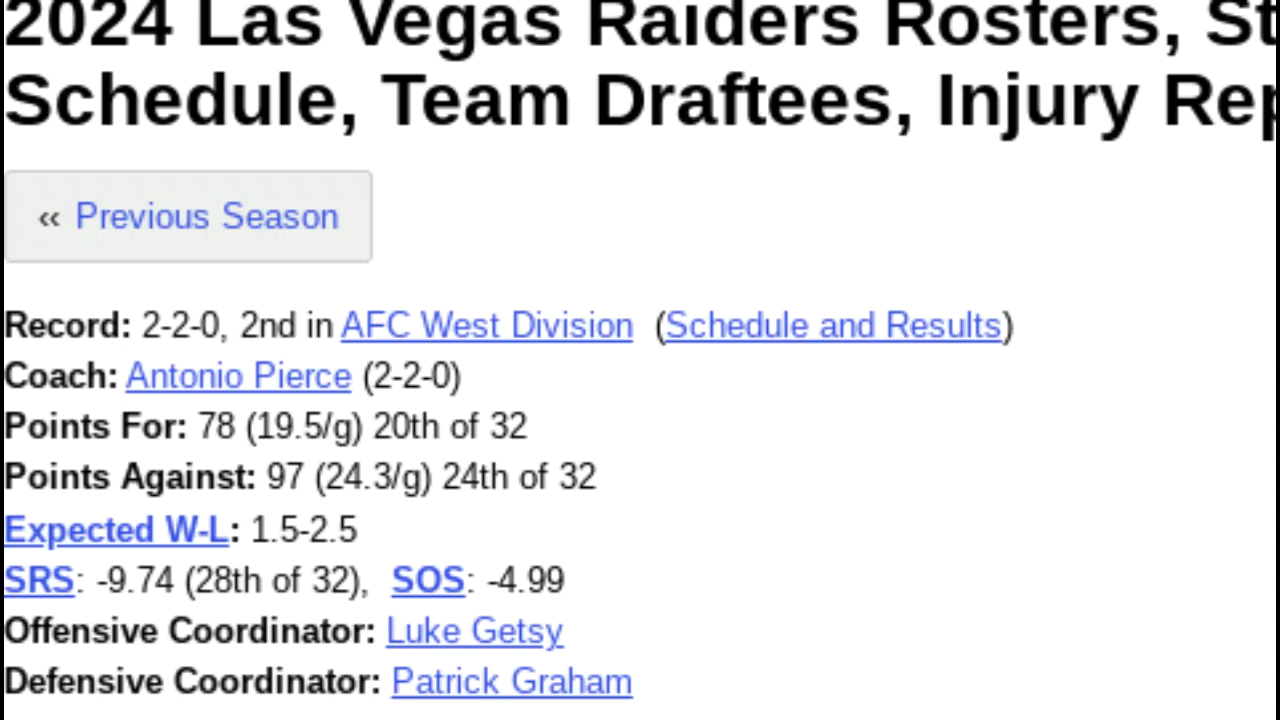 2024 Las Vegas Raiders Rosters, St
Schedule, Team Draftees, Injury Rep
« Previous Season
Record: 2-2-0, 2nd in AFC West Division (Schedule and Results)
Coach: Antonio Pierce (2-2-0)
Points For: 78 (19.5/g) 20th of 32
Points Against: 97 (24.3/g) 24th of 32
Expected W-L: 1.5-2.5
SRS: -9.74 (28th of 32), SOS: -4.99
Offensive Coordinator: Luke Getsy
Defensive Coordinator: Patrick Graham